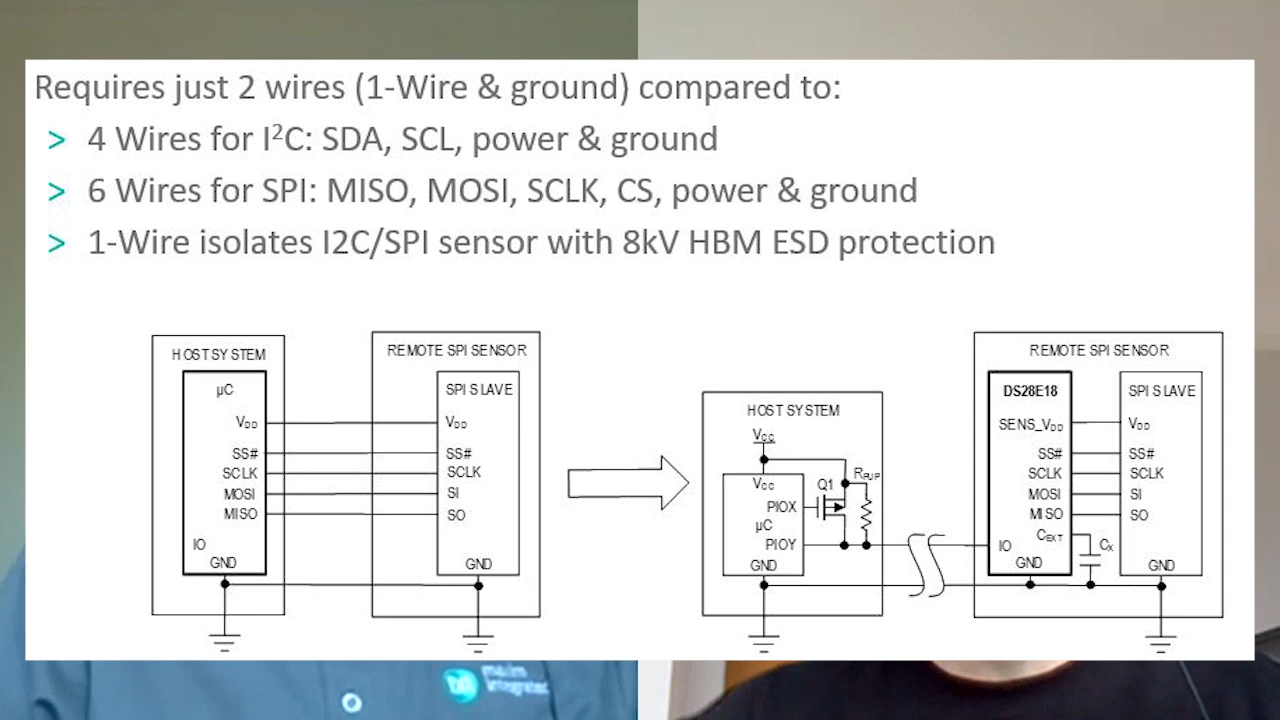 Requires just 2 wires (1-Wire & ground) compared to:
> 4 Wires for I²C: SDA, SCL, power & ground
> 6 Wires for SPI: MISO, MOSI, SCLK, CS, power & ground
> 1-Wire isolates I2C/SPI sensor with 8kV HBM ESD protection
HOST SYSTEM
µC
VDD
SS#
SCLK
MOSI
MISO
IO
GND
REMOTE SPI SENSOR
SPI SLAVE
VDD
SS#
SCLK
SI
SO
GND
HOST SYSTEM
VCC
VCC
PIOX
µC
PIOY
GND
Q1
RPUP
REMOTE SPI SENSOR
DS28E18
SENS_VDD
SS#
SCLK
MOSI
MISO
CEXT
IO
GND
CX
SPI SLAVE
VDD
SS#
SCLK
SI
SO
GND
maxim
integrated